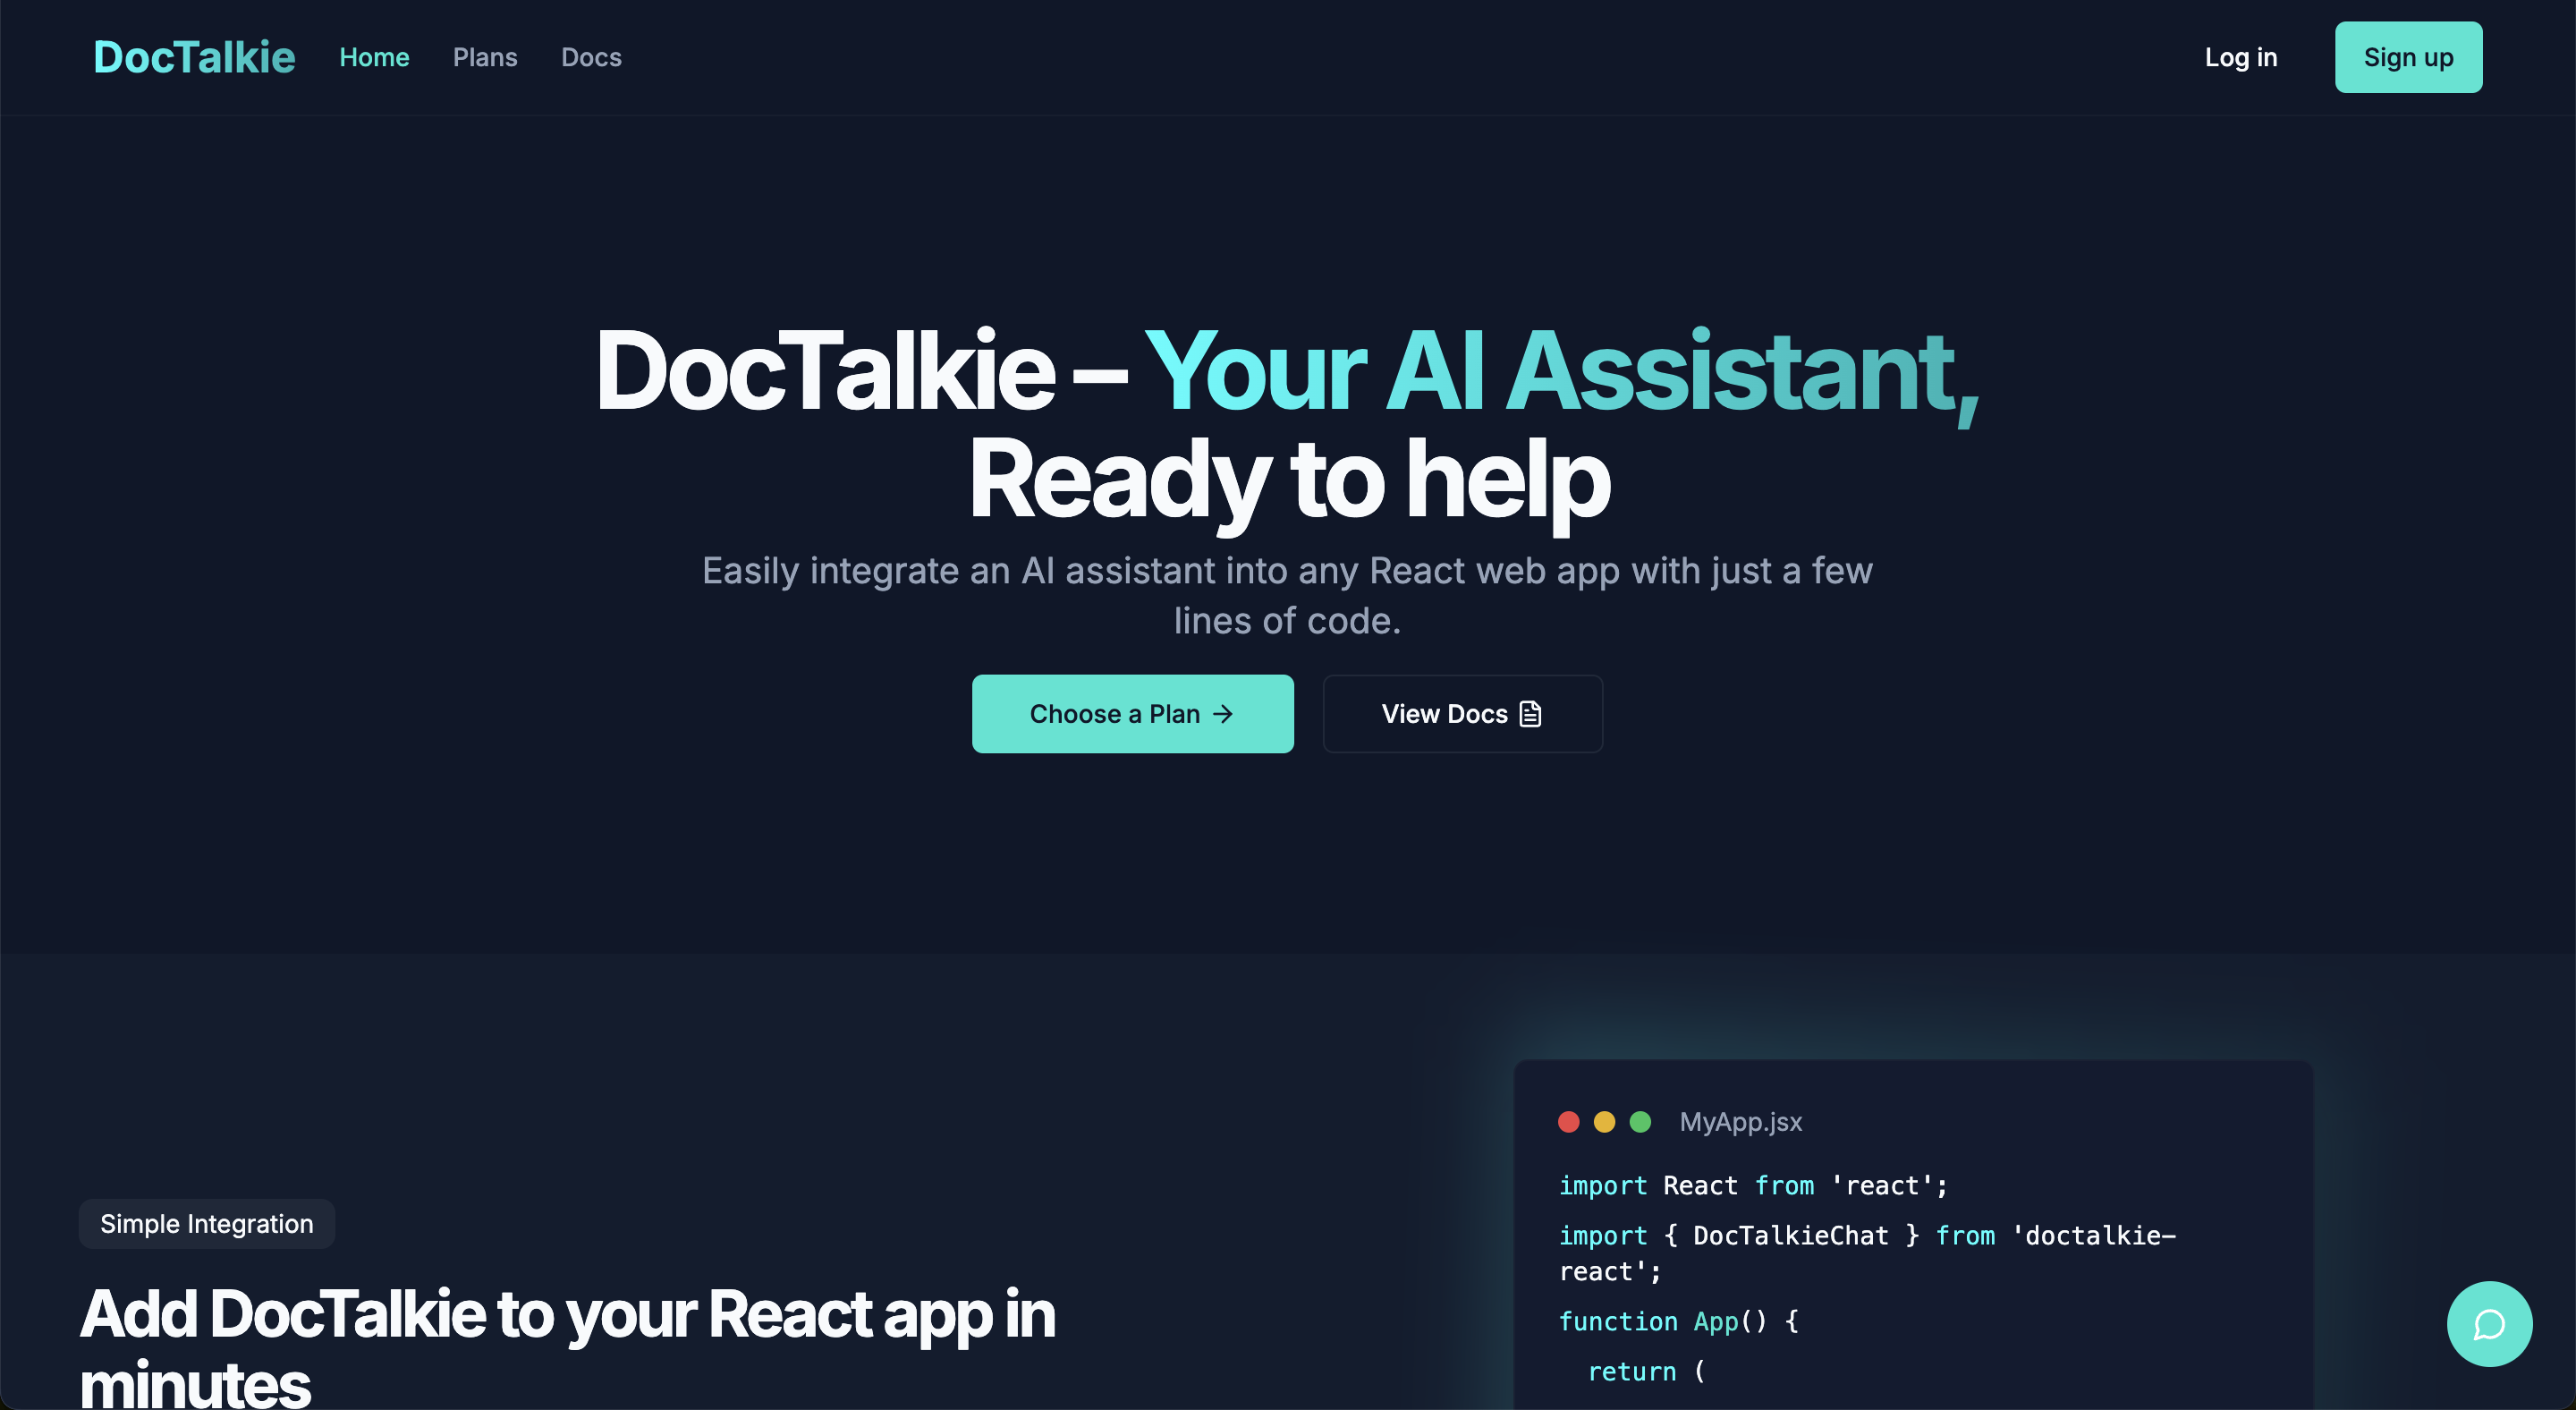 DocTalkie
Home
Plans
Docs
Log in
Sign up
DocTalkie – Your AI Assistant,
Ready to help
Easily integrate an AI assistant into any React web app with just a few
lines of code.
Choose a Plan →
View Docs
Simple Integration
Add DocTalkie to your React app in
minutes
MyApp.jsx
import React from 'react';
import { DocTalkieChat } from 'doctalkie-
react';
function App() {
return (